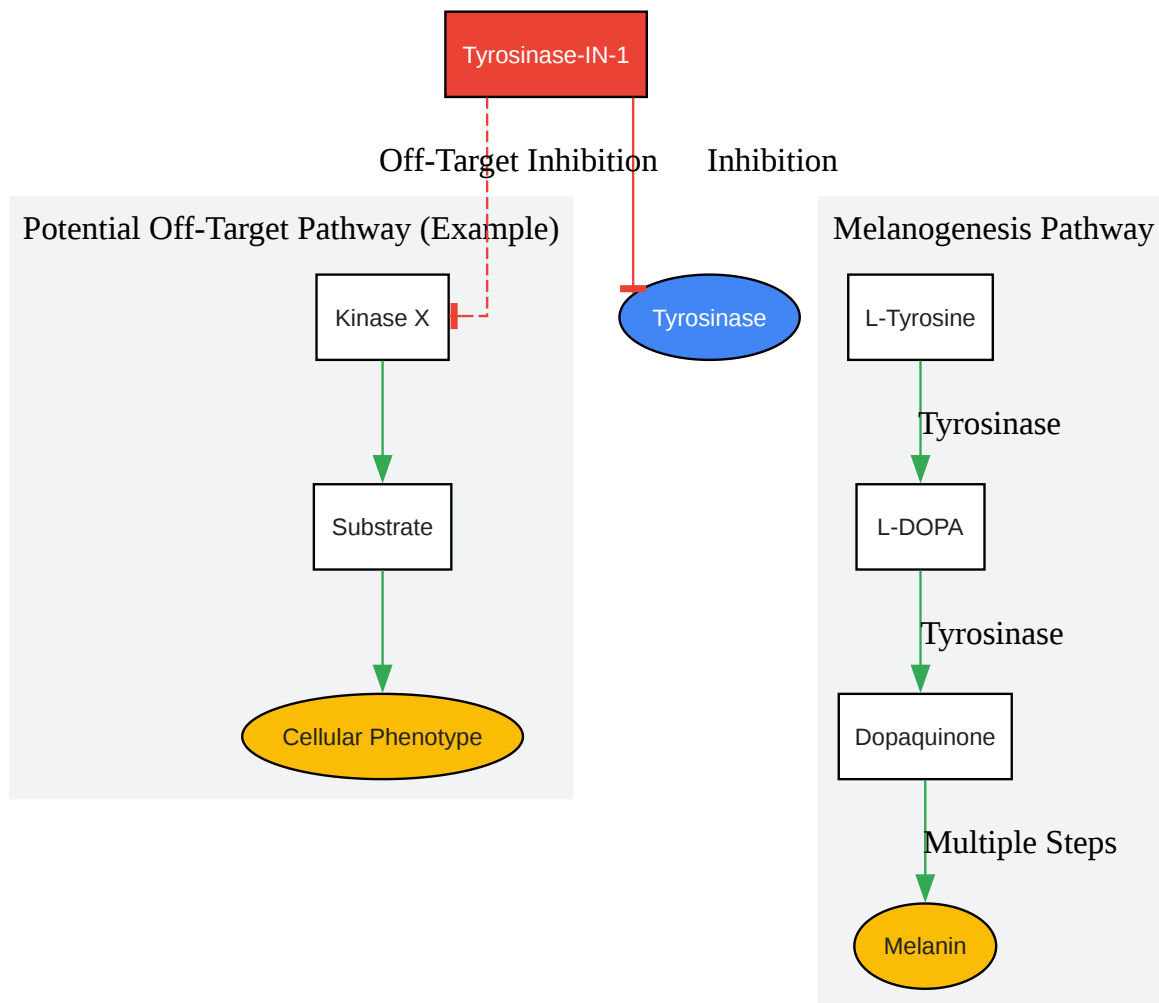 Tyrosinase-IN-1
Off-Target Inhibition
Inhibition
Potential Off-Target Pathway (Example)
Kinase X
Substrate
Cellular Phenotype
Tyrosinase
Melanogenesis Pathway
L-Tyrosine
Tyrosinase
L-DOPA
Tyrosinase
Dopaquinone
Multiple Steps
Melanin